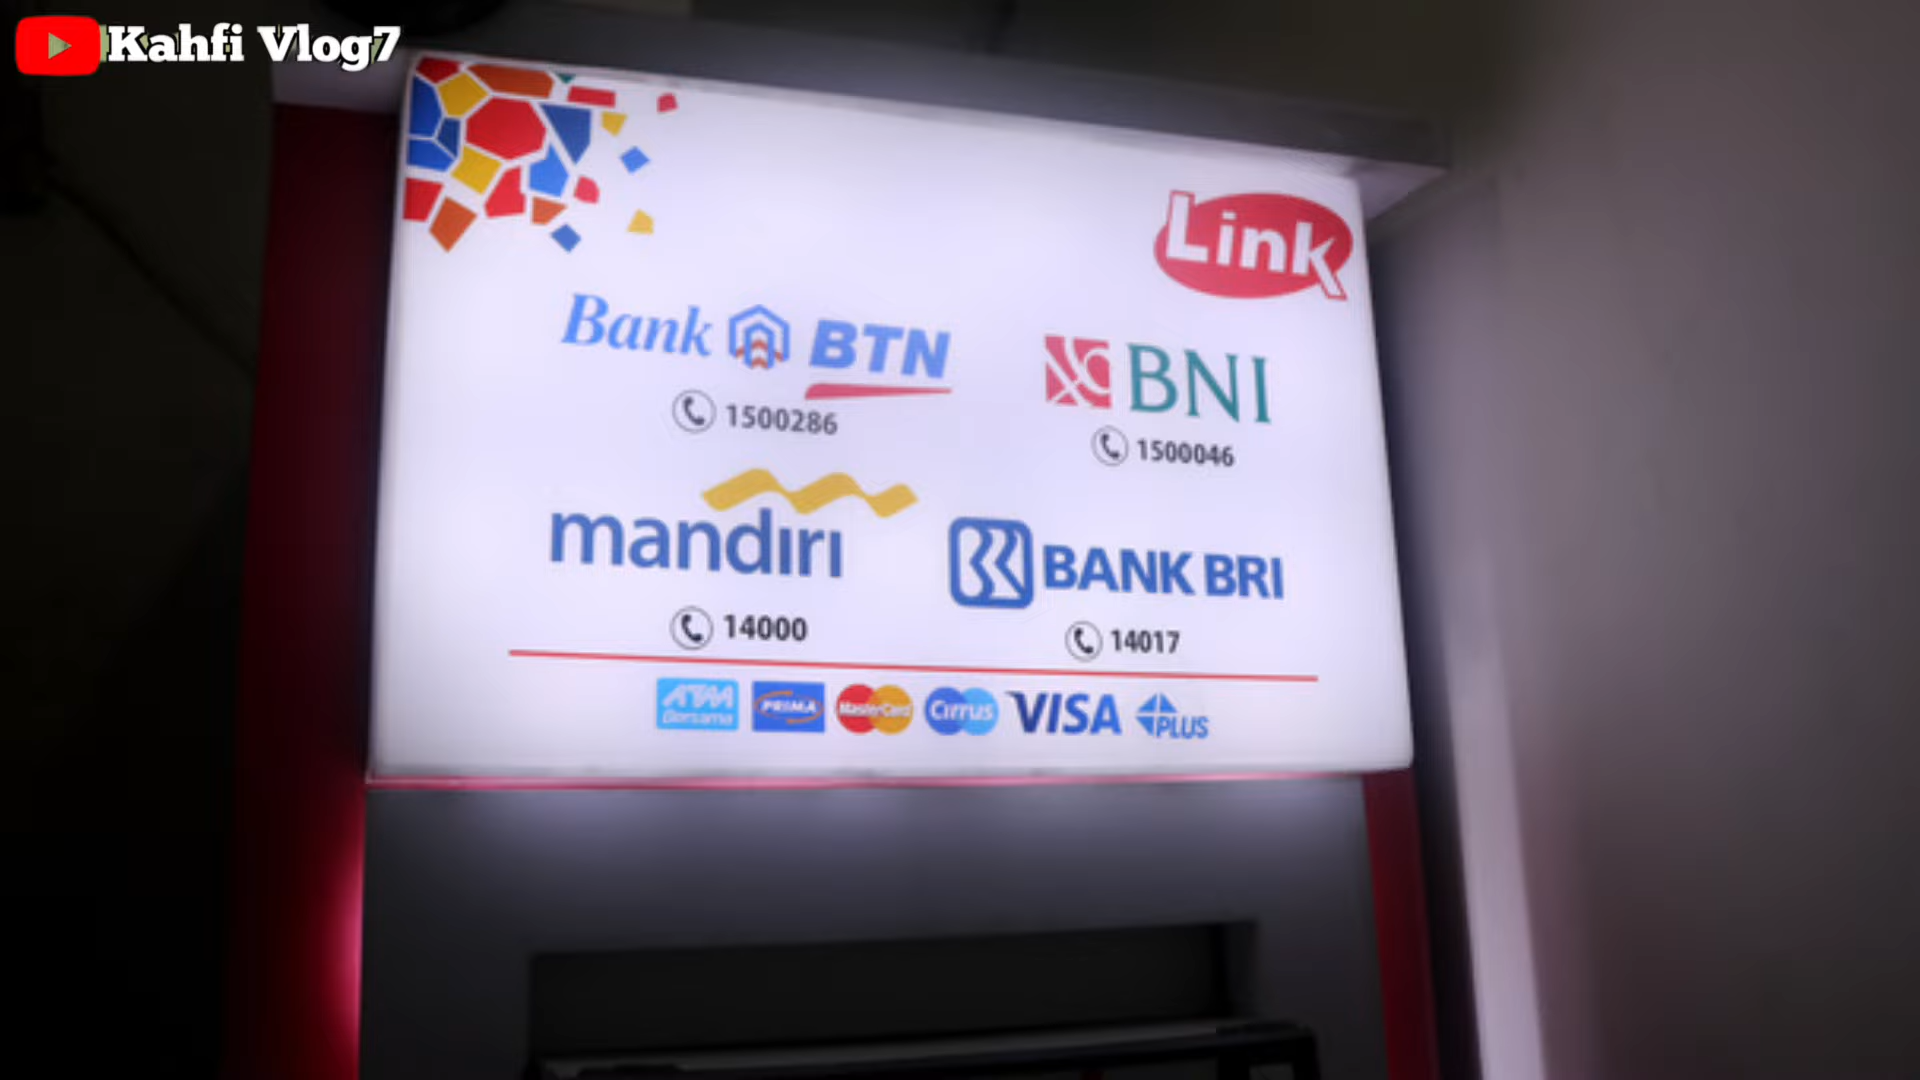 Kahfi Vlog7
Link
Bank BTN
1500286
BNI
1500046
mandiri
14000
BANK BRI
14017
ATM Bersama PRIMA MasterCard Cirrus VISA PLUS